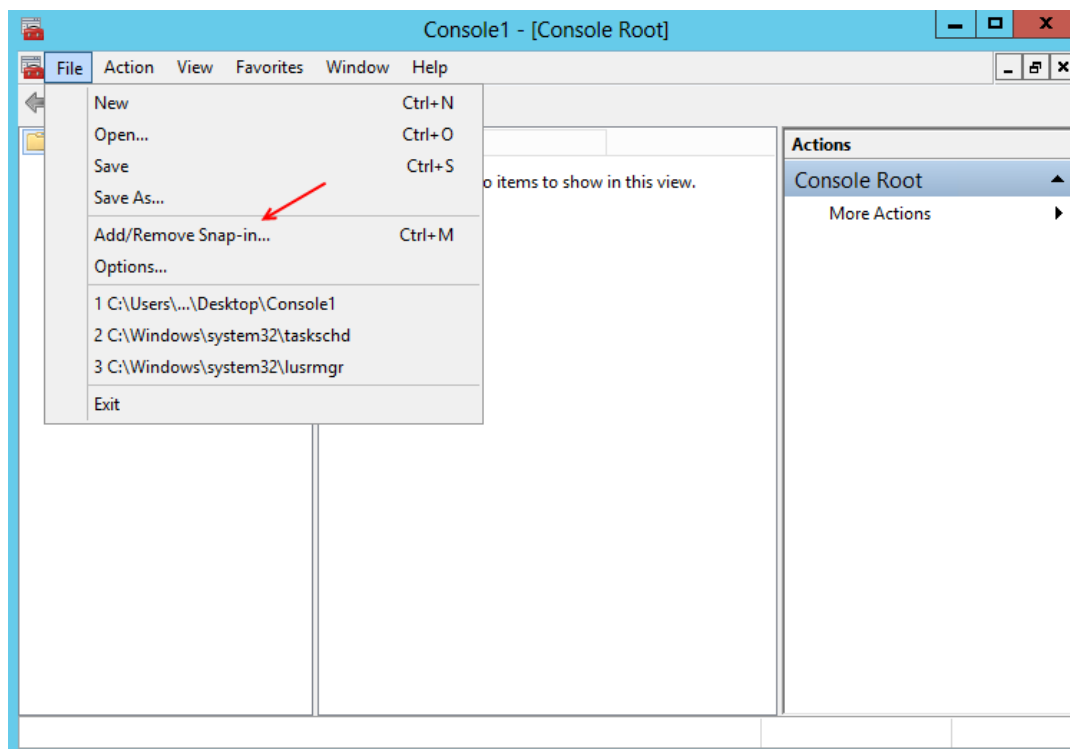 Console1 - [Console Root]
File Action View Favorites Window Help
New Ctrl+N
Open... Ctrl+O
Save Ctrl+S
Save As...
Add/Remove Snap-in... Ctrl+M
Options...
1 C:\Users\...\Desktop\Console1
2 C:\Windows\system32\taskschd
3 C:\Windows\system32\lusrmgr
Exit
o items to show in this view.
Actions
Console Root
More Actions